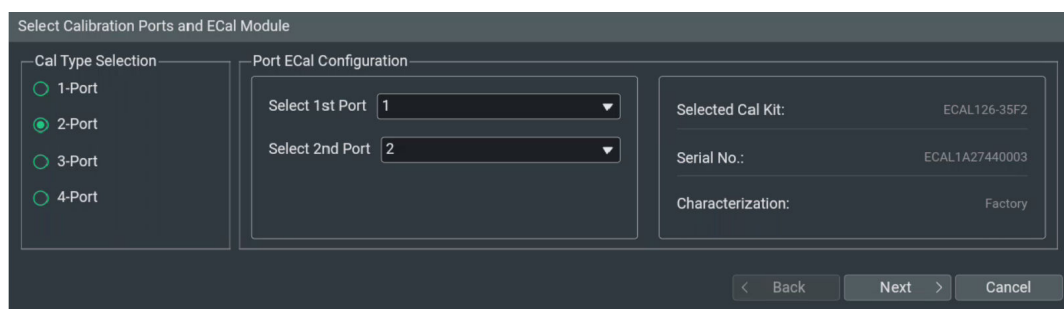 Select Calibration Ports and ECal Module
Cal Type Selection
1-Port
2-Port
3-Port
4-Port
Port ECal Configuration
Select 1st Port 1
Select 2nd Port 2
Selected Cal Kit: ECAL126-35F2
Serial No.: ECAL1A27440003
Characterization: Factory
< Back Next > Cancel